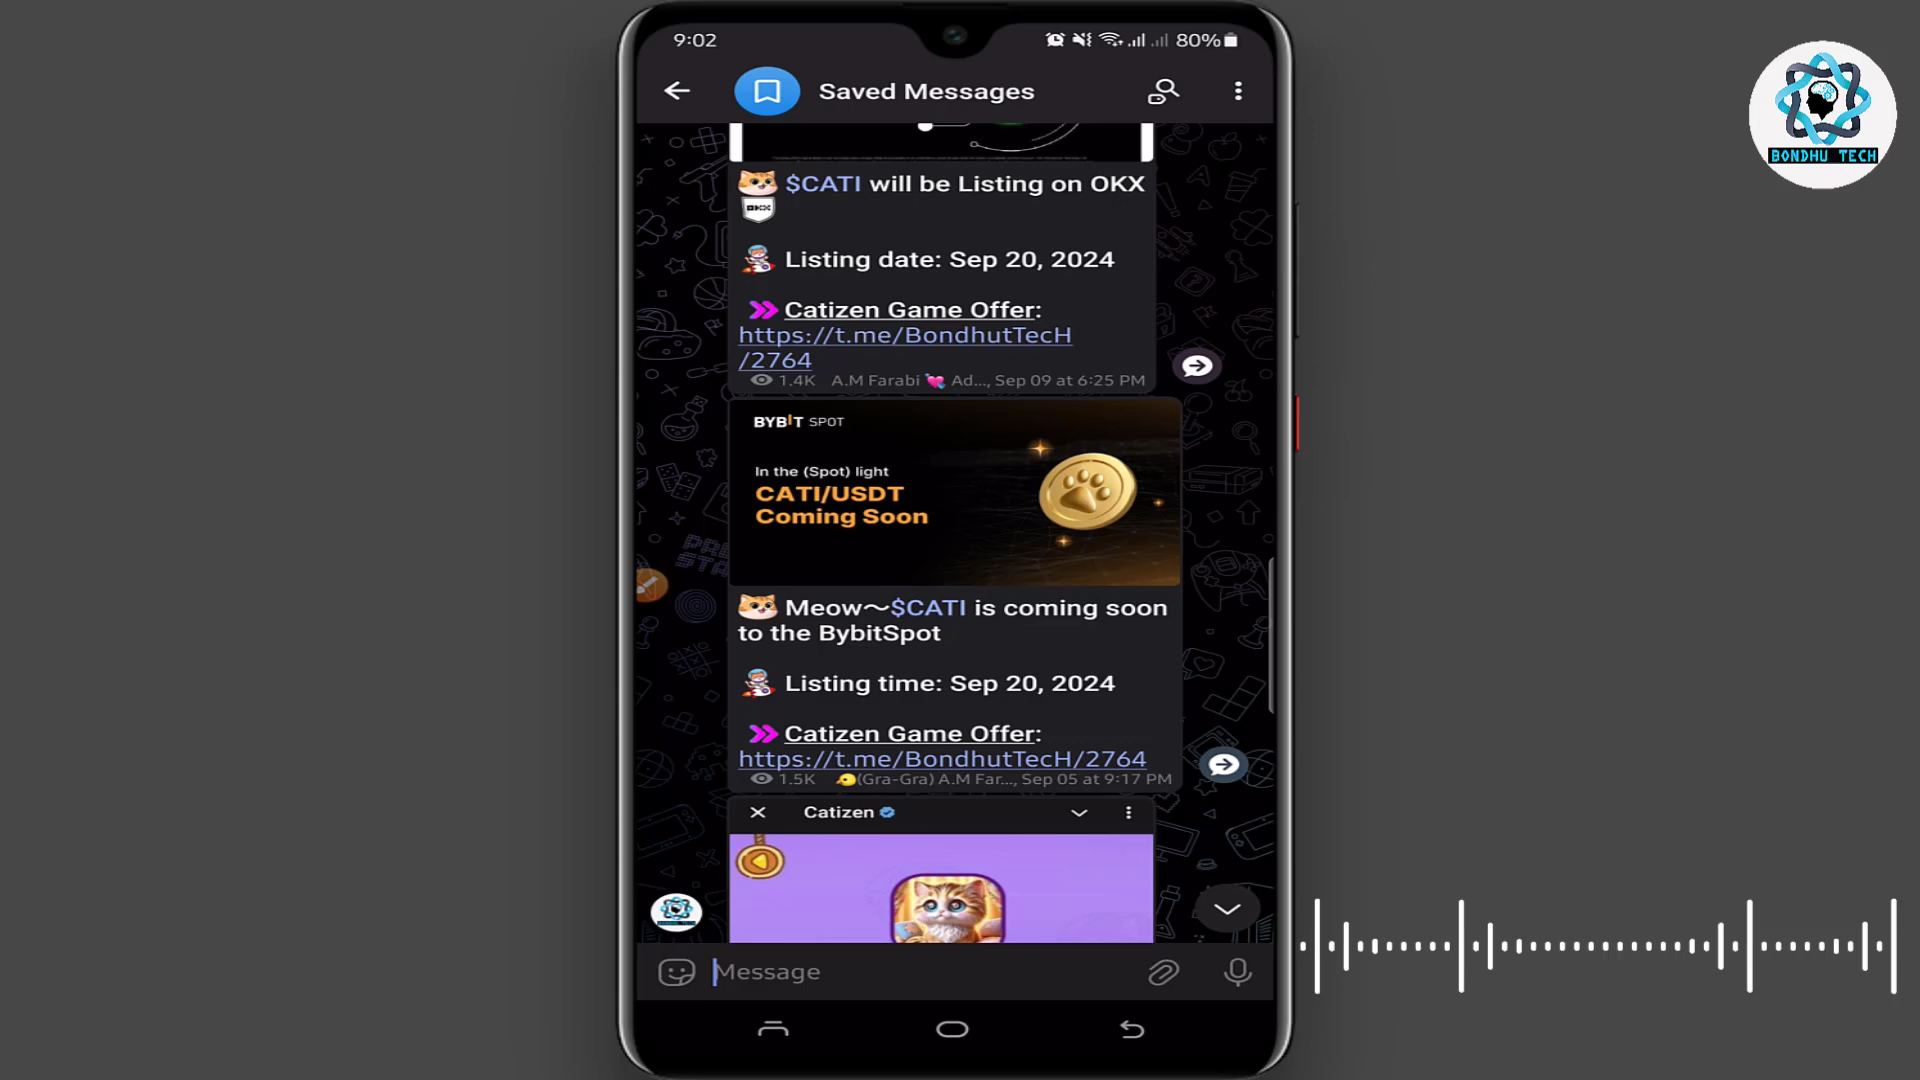 9:02
80%
Saved Messages
BONDHU TECH
$CATI will be Listing on OKX
Listing date: Sep 20, 2024
Catizen Game Offer:
https://t.me/BondhutTecH
/2764
1.4K A.M Farabi 💘 Ad..., Sep 09 at 6:25 PM
BYBIT SPOT
In the (Spot) light
CATI/USDT
Coming Soon
Meow~$CATI is coming soon
to the BybitSpot
Listing time: Sep 20, 2024
Catizen Game Offer:
https://t.me/BondhutTecH/2764
1.5K (Gra-Gra) A.M Far..., Sep 05 at 9:17 PM
Catizen
Message